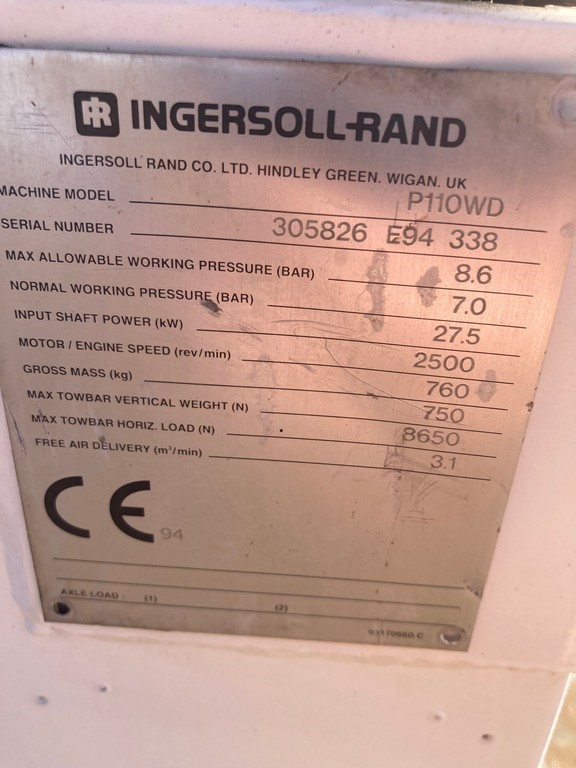 IR INGERSOLL-RAND
INGERSOLL RAND CO. LTD. HINDLEY GREEN. WIGAN. UK
MACHINE MODEL P110WD
SERIAL NUMBER 305826 E94 338
MAX ALLOWABLE WORKING PRESSURE (BAR) 8.6
NORMAL WORKING PRESSURE (BAR) 7.0
INPUT SHAFT POWER (kW) 27.5
MOTOR / ENGINE SPEED (rev/min) 2500
GROSS MASS (kg) 760
MAX TOWBAR VERTICAL WEIGHT (N) 750
MAX TOWBAR HORIZ. LOAD (N) 8650
FREE AIR DELIVERY (m³/min) 3.1
CE 94
AXLE LOAD : (1) (2)
93170680.C